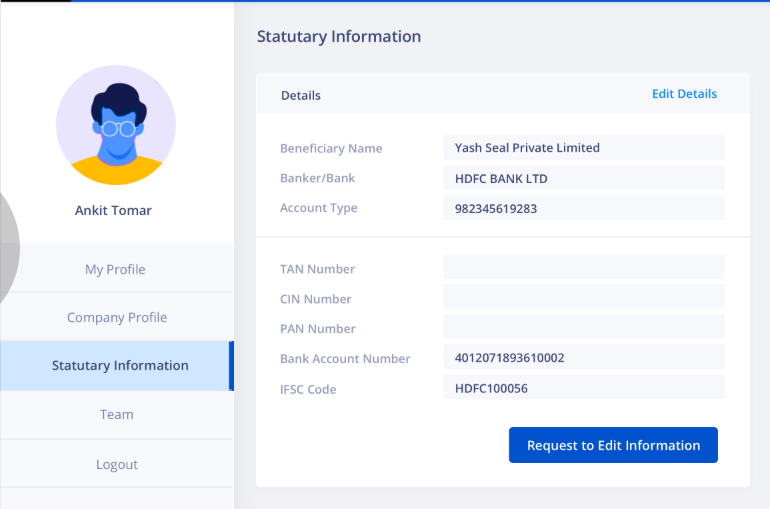 Statutary Information
Ankit Tomar
My Profile
Company Profile
Statutary Information
Team
Logout
Details
Edit Details
Beneficiary Name Yash Seal Private Limited
Banker/Bank HDFC BANK LTD
Account Type 982345619283
TAN Number
CIN Number
PAN Number
Bank Account Number 4012071893610002
IFSC Code HDFC100056
Request to Edit Information